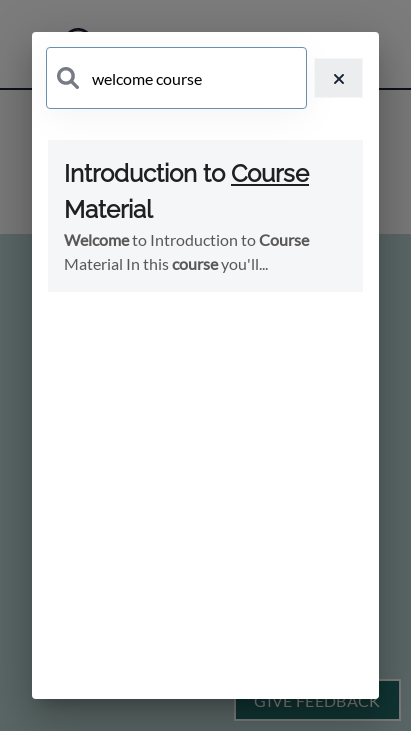 welcome course
Introduction to Course
Material
Welcome to Introduction to Course
Material In this course you'll...
GIVE FEEDBACK